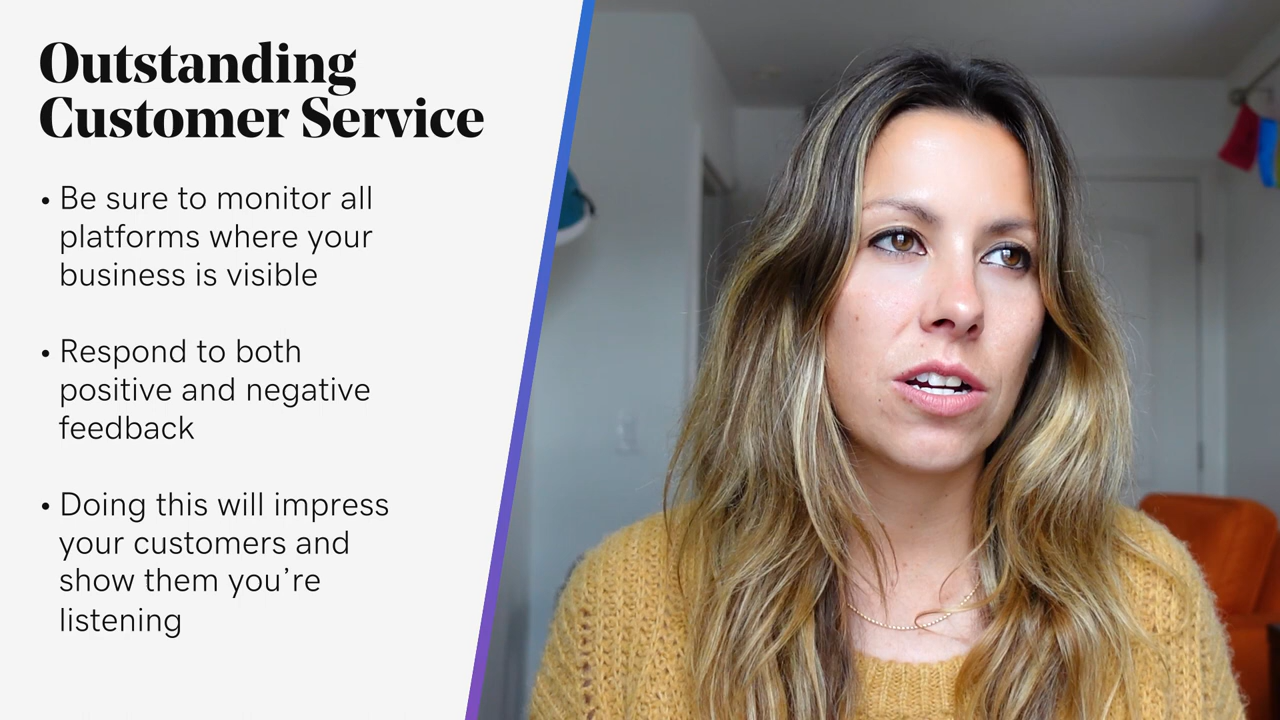 Outstanding
Customer Service
• Be sure to monitor all
platforms where your
business is visible
• Respond to both
positive and negative
feedback
• Doing this will impress
your customers and
show them you’re
listening